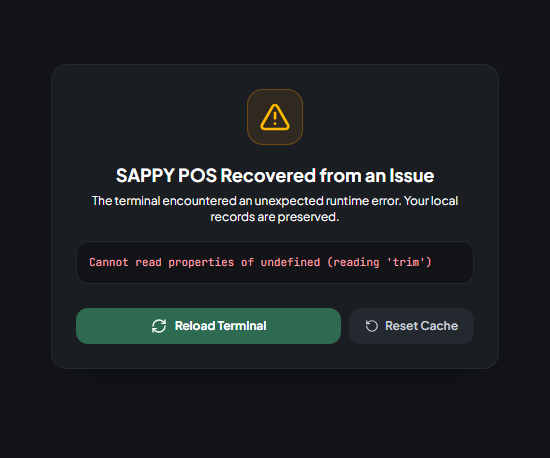 SAPPY POS Recovered from an Issue
The terminal encountered an unexpected runtime error. Your local
records are preserved.
Cannot read properties of undefined (reading 'trim')
Reload Terminal
Reset Cache